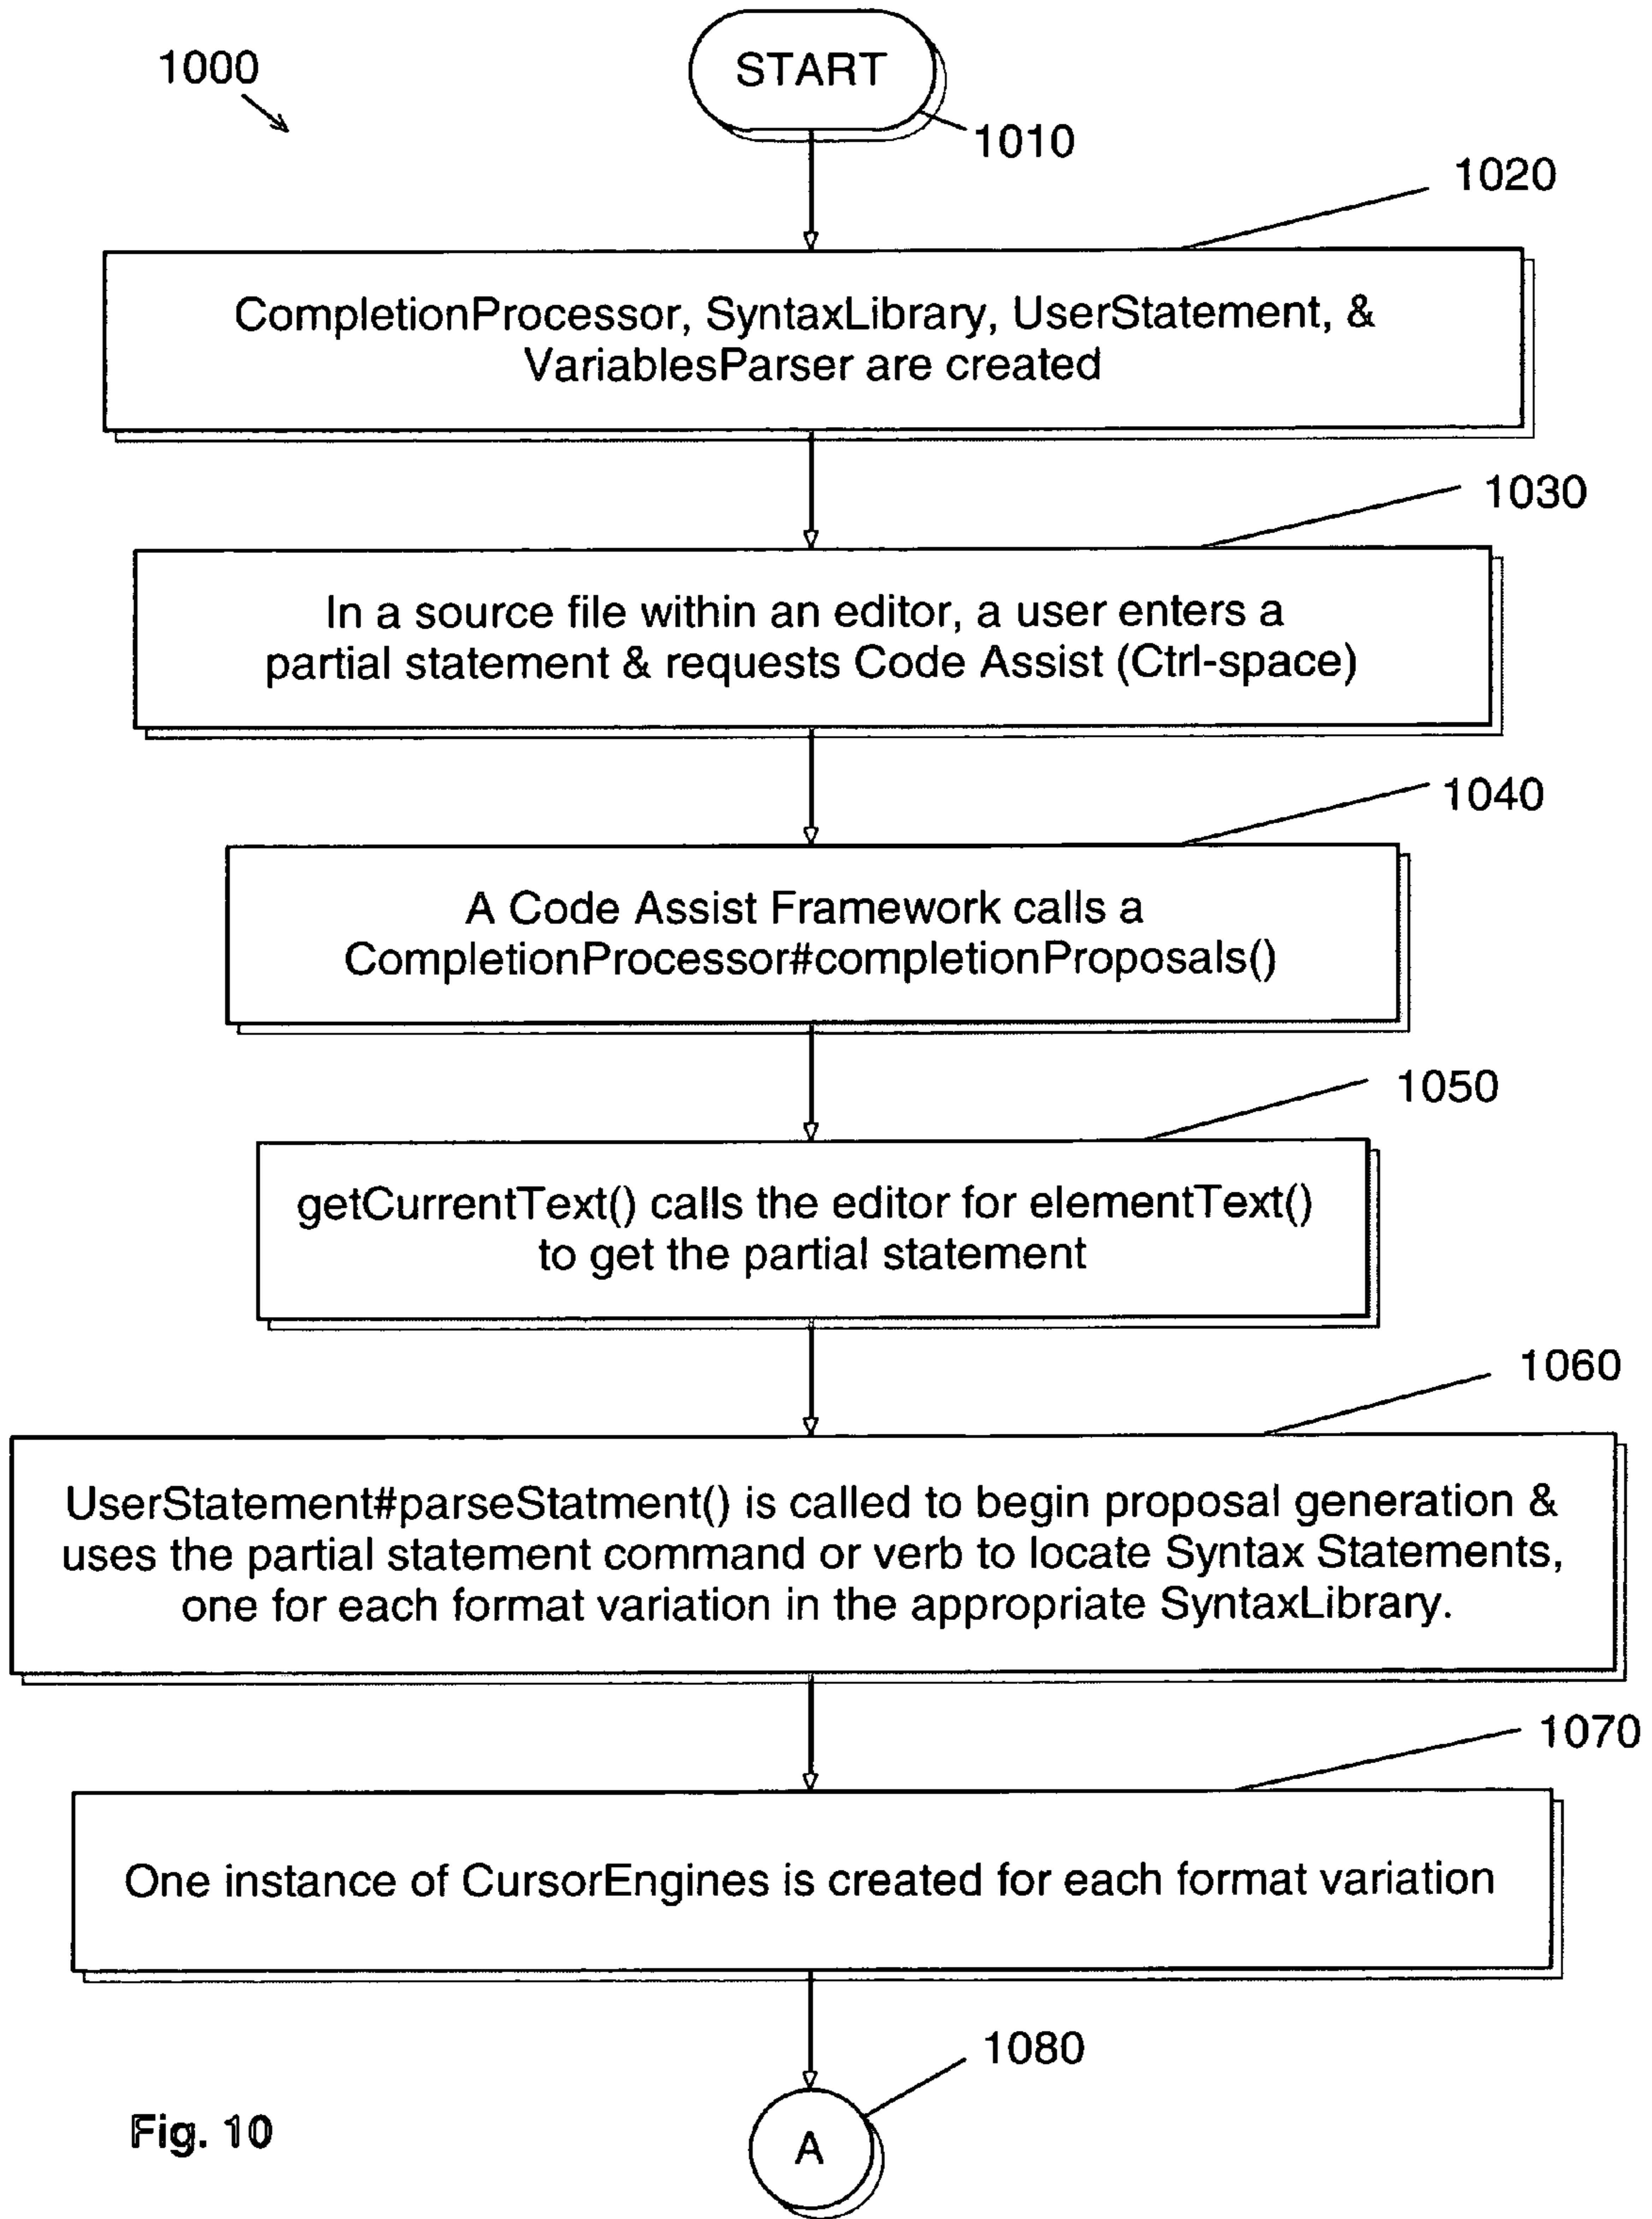 START
1000
1010
1020
CompletionProcessor, SyntaxLibrary, UserStatement, &
VariablesParser are created
1030
In a source file within an editor, a user enters a
partial statement & requests Code Assist (Ctrl-space)
1040
A Code Assist Framework calls a
CompletionProcessor#completionProposals()
1050
getCurrentText() calls the editor for elementText()
to get the partial statement
1060
UserStatement#parseStatment() is called to begin proposal generation &
uses the partial statement command or verb to locate Syntax Statements,
one for each format variation in the appropriate SyntaxLibrary.
1070
One instance of CursorEngines is created for each format variation
1080
A
Fig. 10